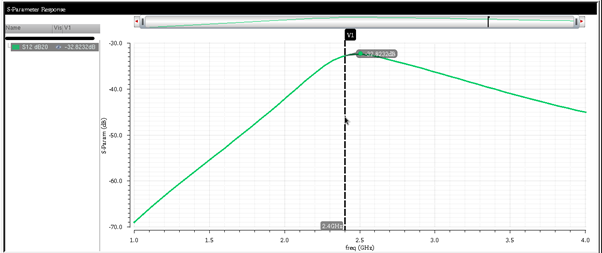 S-Parameter Response
Name Vis V1
S12 dB20 -32.8232dB
V1
-32.8232dB
S-Param (dB)
-30.0
-40.0
-50.0
-60.0
-70.0
2.4GHz
1.0 1.5 2.0 2.5 3.0 3.5 4.0
freq (GHz)